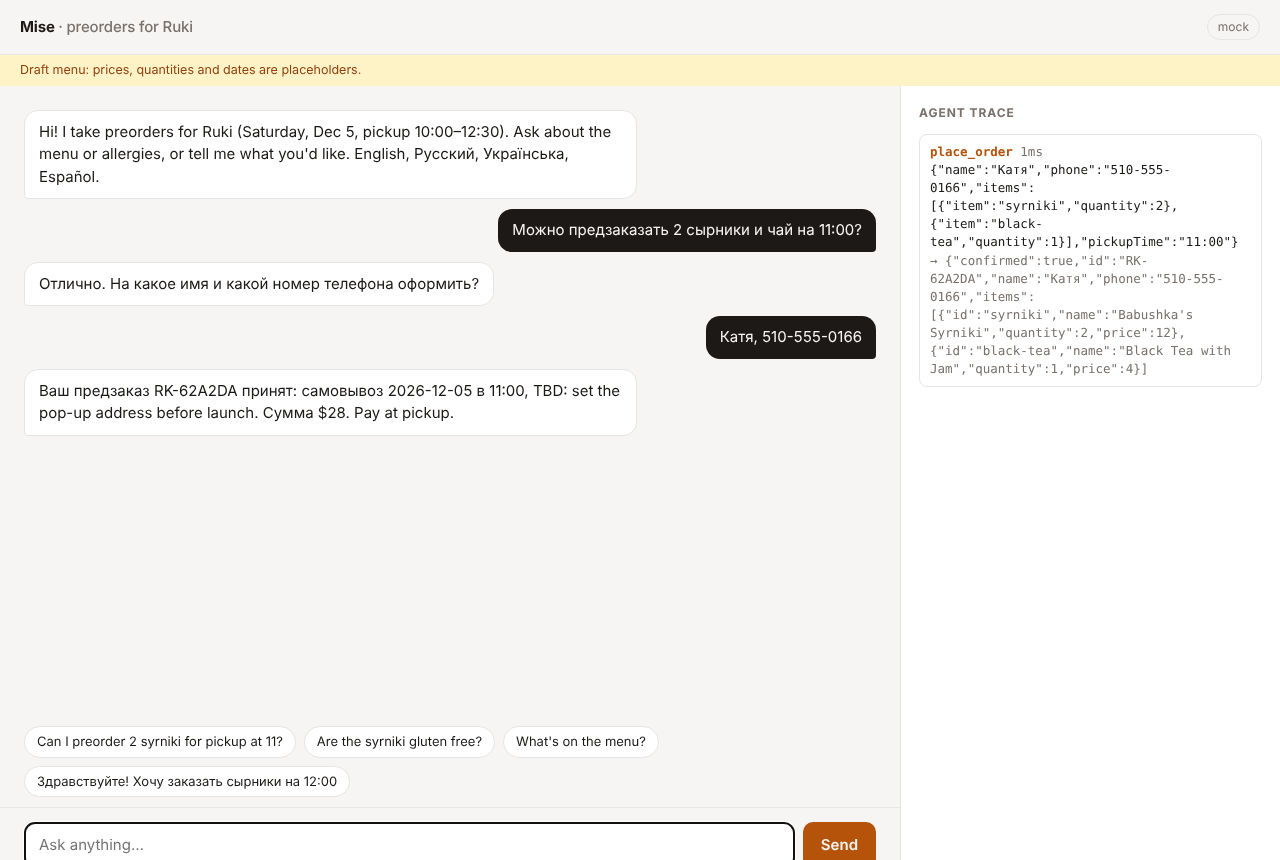 Mise · preorders for Ruki
mock
Draft menu: prices, quantities and dates are placeholders.
Hi! I take preorders for Ruki (Saturday, Dec 5, pickup 10:00–12:30). Ask about the
menu or allergies, or tell me what you'd like. English, Русский, Українська,
Español.
Можно предзаказать 2 сырники и чай на 11:00?
Отлично. На какое имя и какой номер телефона оформить?
Катя, 510-555-0166
Ваш предзаказ RK-62A2DA принят: самовывоз 2026-12-05 в 11:00, TBD: set the
pop-up address before launch. Сумма $28. Pay at pickup.
Can I preorder 2 syrniki for pickup at 11?
Are the syrniki gluten free?
What's on the menu?
Здравствуйте! Хочу заказать сырники на 12:00
Ask anything...
Send
AGENT TRACE
place_order 1ms
{"name":"Катя","phone":"510-555-
0166","items":
[{"item":"syrniki","quantity":2},
{"item":"black-
tea","quantity":1}],"pickupTime":"11:00"}
→ {"confirmed":true,"id":"RK-
62A2DA","name":"Катя","phone":"510-555-
0166","items":
[{"id":"syrniki","name":"Babushka's
Syrniki","quantity":2,"price":12},
{"id":"black-tea","name":"Black Tea with
Jam","quantity":1,"price":4}]